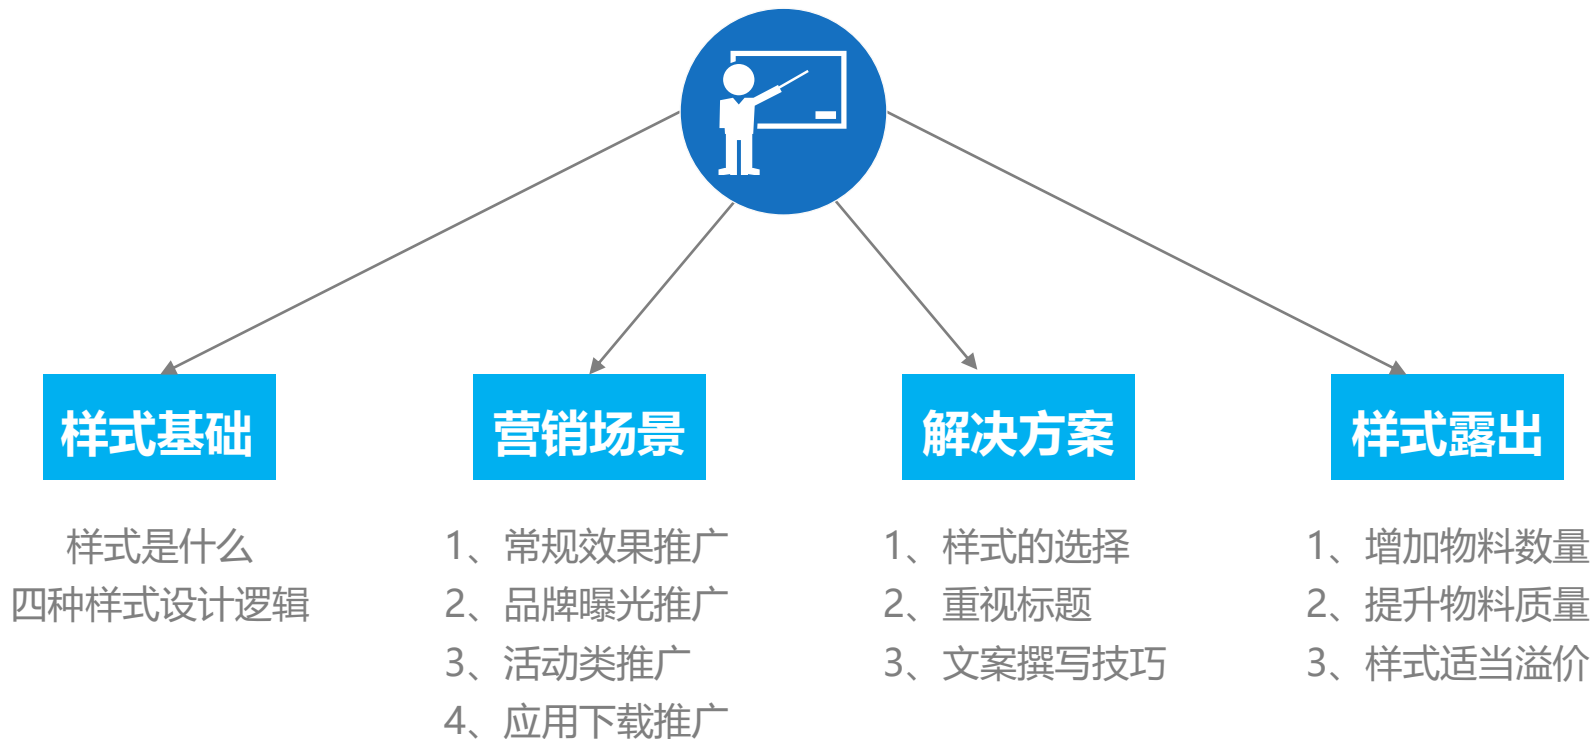 样式基础
样式是什么
四种样式设计逻辑
营销场景
1、常规效果推广
2、品牌曝光推广
3、活动类推广
4、应用下载推广
解决方案
1、样式的选择
2、重视标题
3、文案撰写技巧
样式露出
1、增加物料数量
2、提升物料质量
3、样式适当溢价